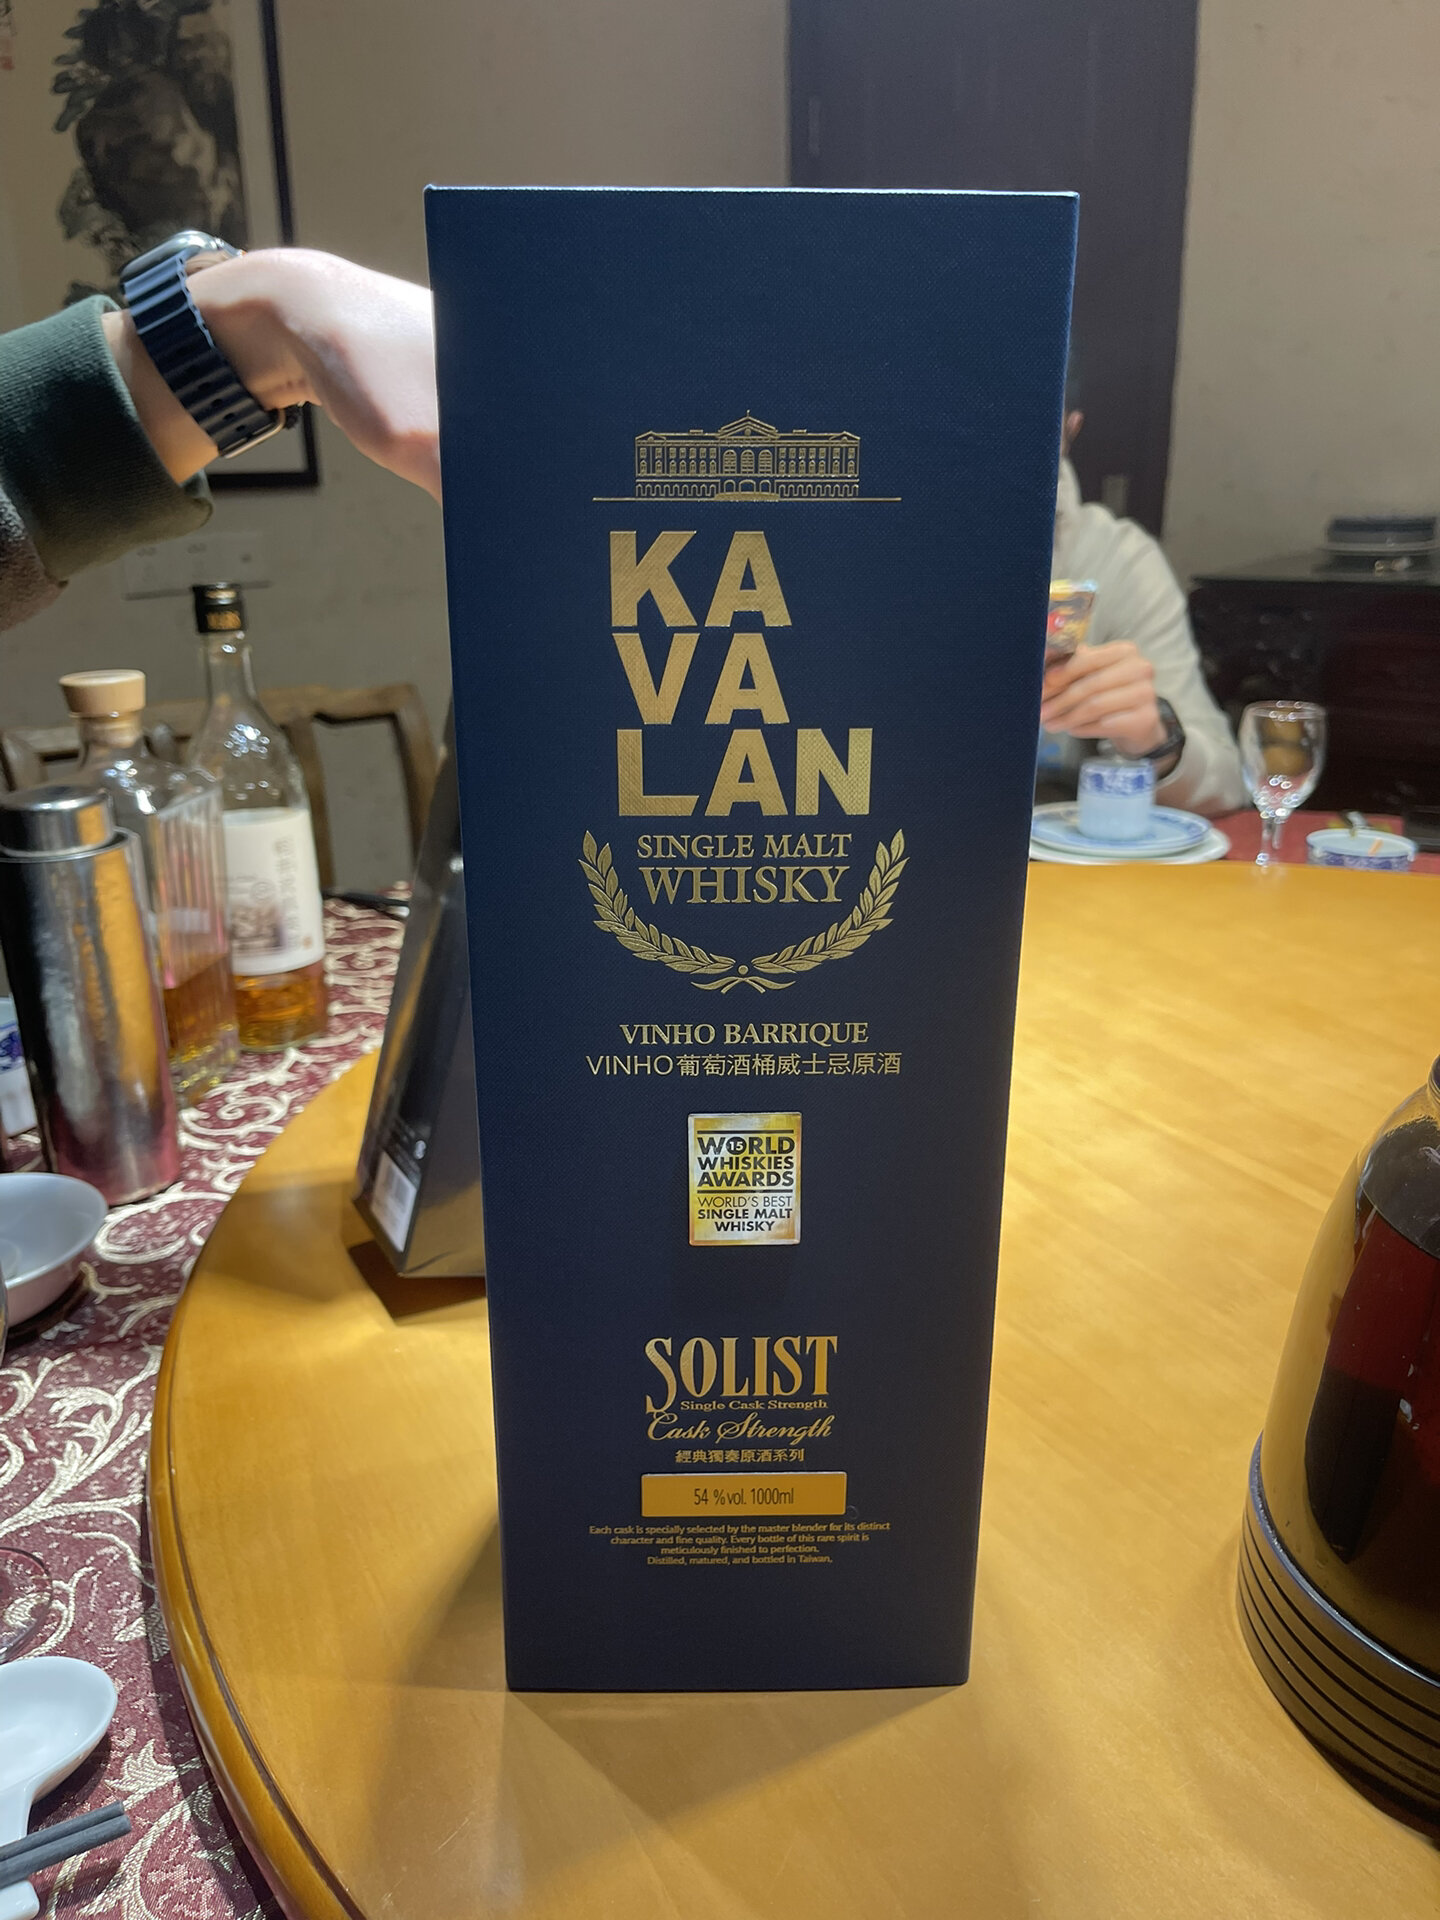 KA
VA
LAN
SINGLE MALT
WHISKY
VINHO BARRIQUE
VINHO葡萄酒桶威士忌原酒
15
WORLD
WHISKIES
AWARDS
WORLD'S BEST
SINGLE MALT
WHISKY
SOLIST
Single Cask Strength
Cask Strength
經典獨奏原酒系列
54 %vol. 1000ml
Each cask is specially selected by the master blender for its distinct
character and fine quality. Every bottle of this rare spirit is
meticulously finished to perfection.
Distilled, matured, and bottled in Taiwan.